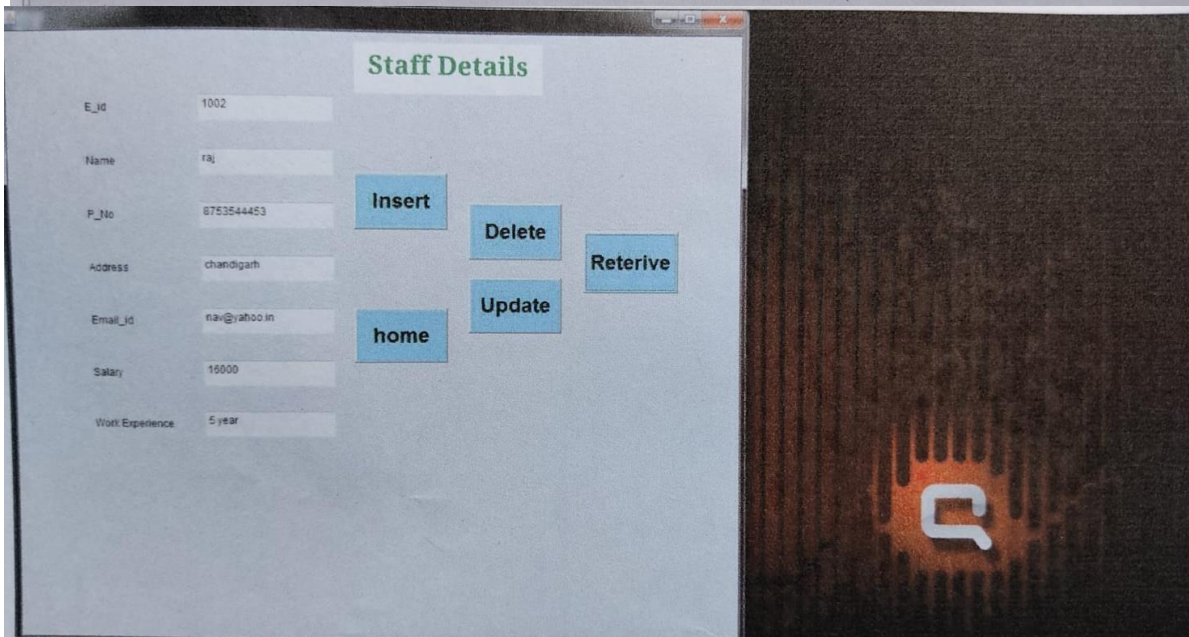 Staff Details
E_id 1002
Name raj
P_No 6753544453
Address chandigarh
Email_id nav@yahoo.in
Salary 15000
Work Experience 5 year
Insert
Delete
Reterive
Update
home